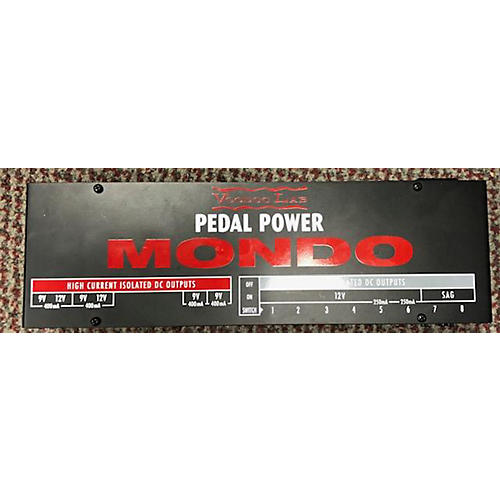 VOODOO LAB
PEDAL POWER
MONDO
HIGH CURRENT ISOLATED DC OUTPUTS
9V 12V 9V 12V 9V 9V
400mA 400mA 400mA 400mA
OFF
ON
SWITCH
DC OUTPUTS
12V
250mA 250mA
SAG
1 2 3 4 5 6 7 8